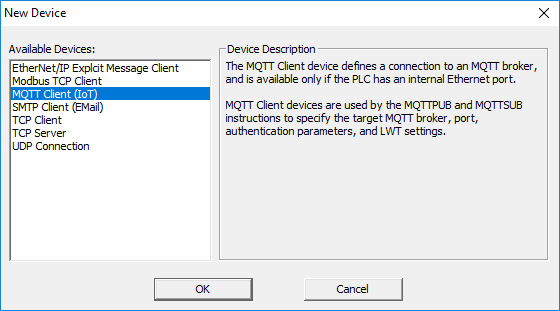 New Device
Available Devices:
EtherNet/IP Explcit Message Client
Modbus TCP Client
MQTT Client (IoT)
SMTP Client (EMail)
TCP Client
TCP Server
UDP Connection
Device Description
The MQTT Client device defines a connection to an MQTT broker,
and is available only if the PLC has an internal Ethernet port.
MQTT Client devices are used by the MQTTPUB and MQTTSUB
instructions to specify the target MQTT broker, port,
authentication parameters, and LWT settings.
OK
Cancel